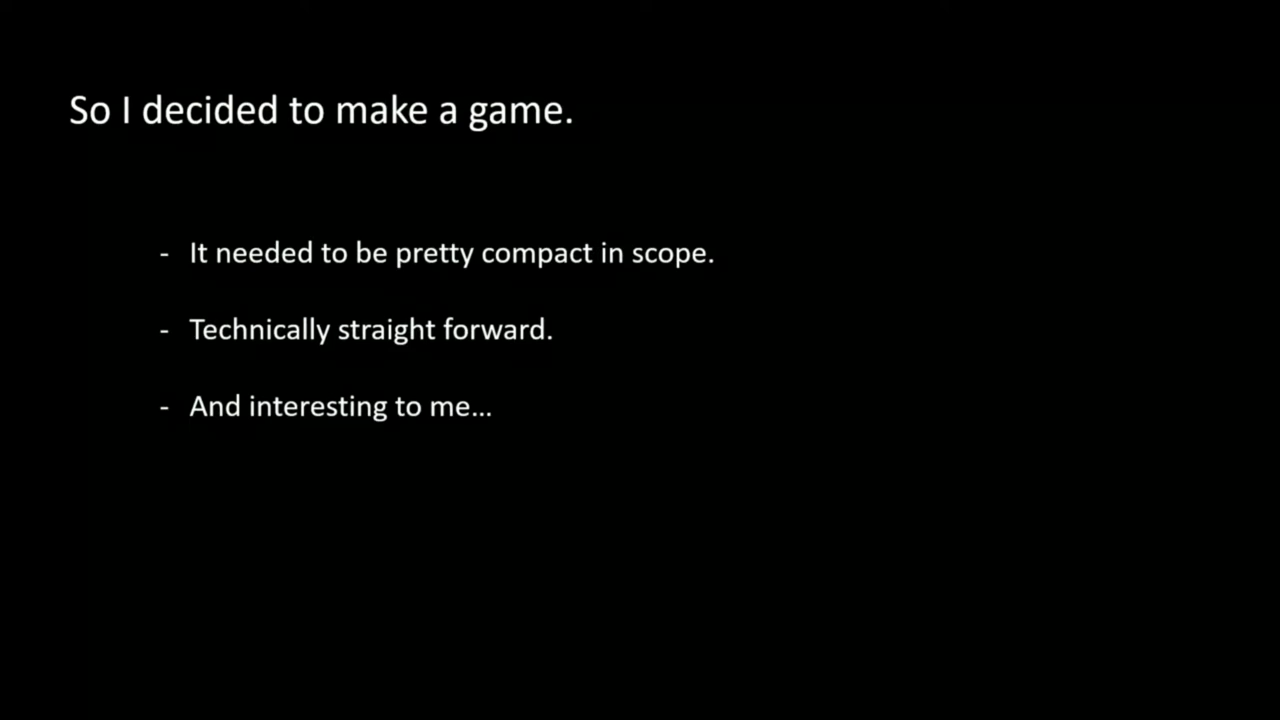 So I decided to make a game.
- It needed to be pretty compact in scope.
- Technically straight forward.
- And interesting to me…